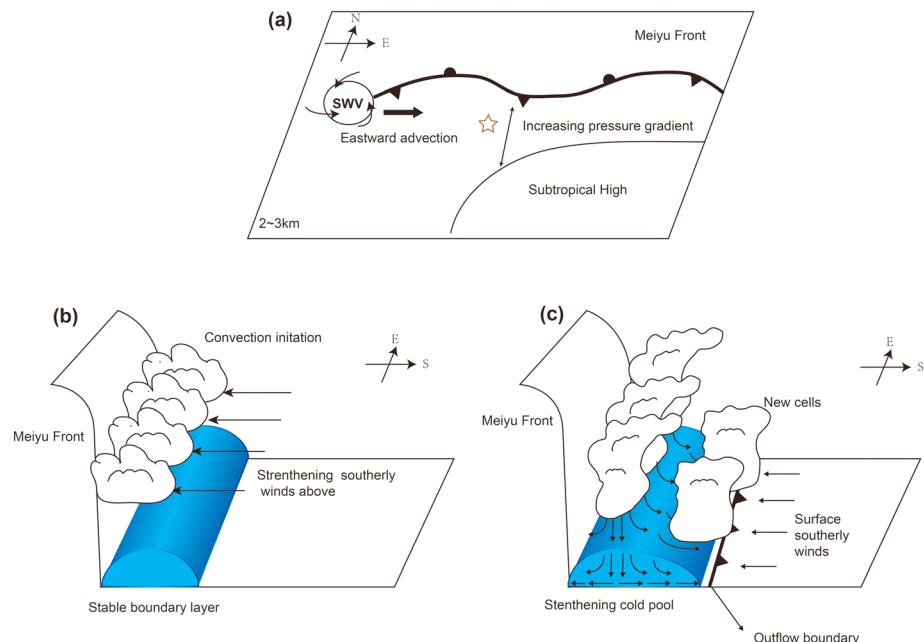 (a)
N
E
Meiyu Front
SWV
Eastward advection
Increasing pressure gradient
Subtropical High
2~3km
(b)
Convection initation
E
S
Meiyu Front
Strenthening southerly
winds above
Stable boundary layer
(c)
E
S
New cells
Meiyu Front
Surface
southerly
winds
Stenthening cold pool
Outflow boundary